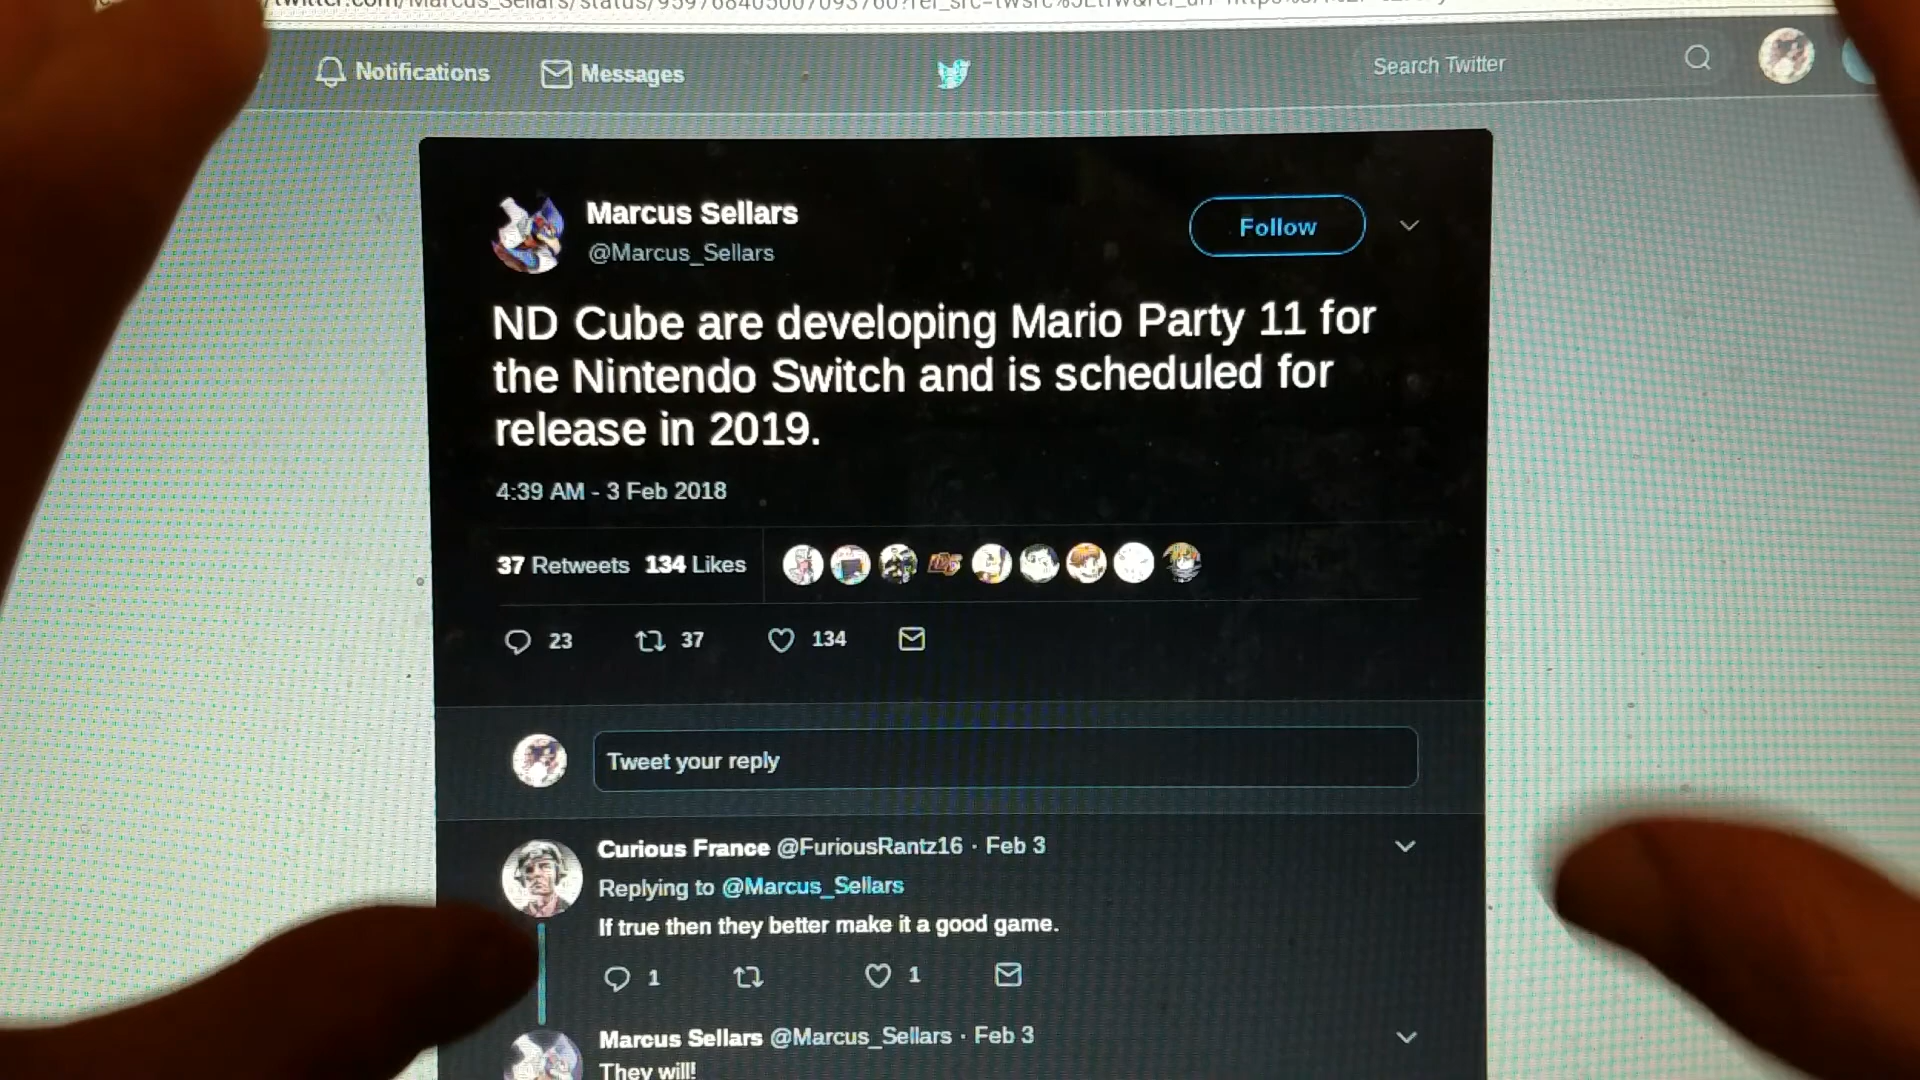 Notifications
Messages
Search Twitter
Marcus Sellars
@Marcus_Sellars
Follow
ND Cube are developing Mario Party 11 for
the Nintendo Switch and is scheduled for
release in 2019.
4:39 AM - 3 Feb 2018
37 Retweets 134 Likes
23 37 134
Tweet your reply
Curious France @FuriousRantz16 · Feb 3
Replying to @Marcus_Sellars
If true then they better make it a good game.
1 1
Marcus Sellars @Marcus_Sellars · Feb 3
They will!